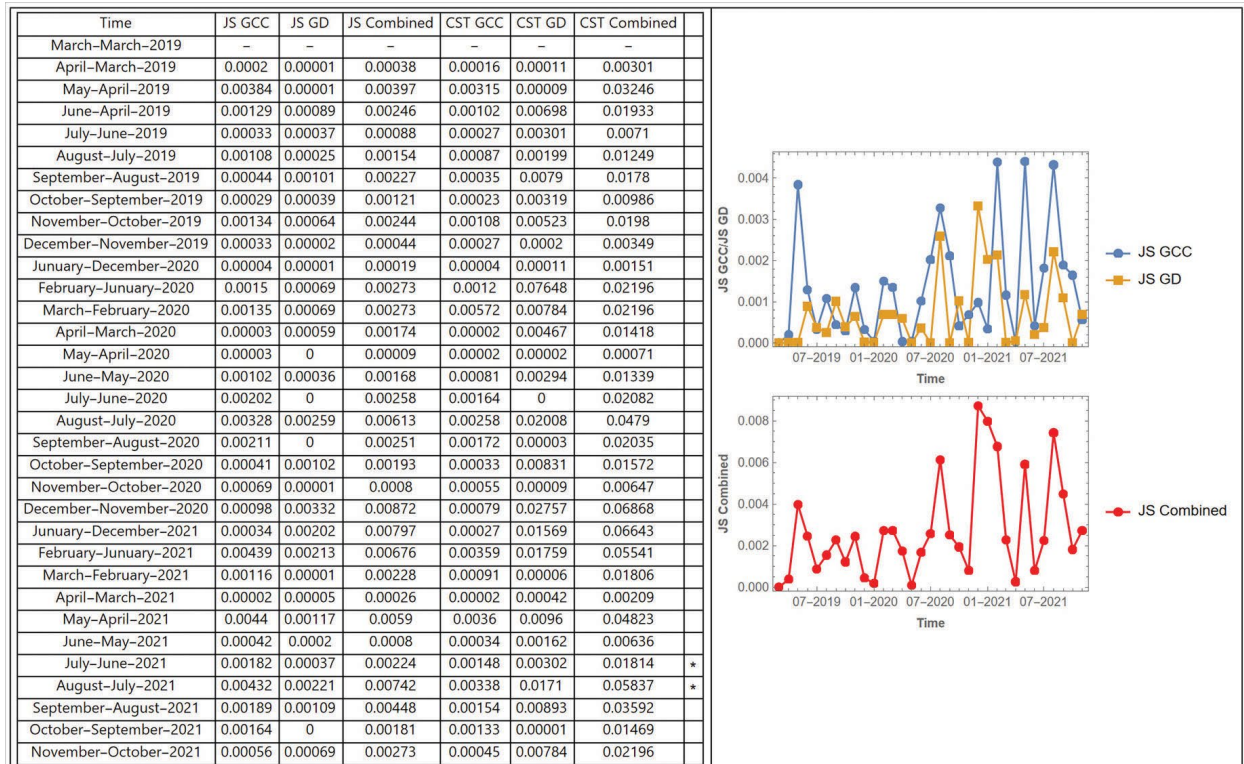 Time JS GCC JS GD JS Combined CST GCC CST GD CST Combined
March–March–2019 – – – – – –
April–March–2019 0.0002 0.00001 0.00038 0.00016 0.00011 0.00301
May–April–2019 0.00384 0.00001 0.00397 0.00315 0.00009 0.03246
June–April–2019 0.00129 0.00089 0.00246 0.00102 0.00698 0.01933
July–June–2019 0.00033 0.00037 0.00088 0.00027 0.00301 0.0071
August–July–2019 0.00108 0.00025 0.00154 0.00087 0.00199 0.01249
September–August–2019 0.00044 0.00101 0.00227 0.00035 0.0079 0.0178
October–September–2019 0.00029 0.00039 0.00121 0.00023 0.00319 0.00986
November–October–2019 0.00134 0.00064 0.00244 0.00108 0.00523 0.0198
December–November–2019 0.00033 0.00002 0.00044 0.00027 0.0002 0.00349
Junuary–December–2020 0.00004 0.00001 0.00019 0.00004 0.00011 0.00151
February–Junuary–2020 0.0015 0.00069 0.00273 0.0012 0.07648 0.02196
March–February–2020 0.00135 0.00069 0.00273 0.00572 0.00784 0.02196
April–March–2020 0.00003 0.0006 0.00174 0.00002 0.00467 0.01418
May–April–2020 0.00003 0 0.00009 0.00002 0.00002 0.00071
June–May–2020 0.00102 0.00036 0.00168 0.00081 0.00294 0.01339
July–June–2020 0.00202 0 0.00258 0.00164 0 0.02082
August–July–2020 0.00328 0.00259 0.00613 0.00258 0.02008 0.0479
September–August–2020 0.00211 0 0.00251 0.00172 0.00003 0.02035
October–September–2020 0.00041 0.00102 0.00193 0.00033 0.00831 0.01572
November–October–2020 0.00069 0.00001 0.0008 0.00055 0.00009 0.00647
December–November–2020 0.00098 0.00332 0.00872 0.00079 0.02757 0.06868
Junuary–December–2021 0.00034 0.00202 0.00797 0.00027 0.01569 0.06643
February–Junuary–2021 0.00439 0.00213 0.00676 0.00359 0.01759 0.05541
March–February–2021 0.00116 0.00001 0.00228 0.00091 0.00006 0.01806
April–March–2021 0.00002 0.00005 0.0026 0.00002 0.00042 0.00209
May–April–2021 0.0044 0.00117 0.0059 0.0036 0.0096 0.04823
June–May–2021 0.00042 0.0002 0.0008 0.00034 0.00162 0.00636
July–June–2021 0.00182 0.00037 0.00224 0.00148 0.00302 0.01814 *
August–July–2021 0.00432 0.00221 0.00742 0.00338 0.0171 0.05837 *
September–August–2021 0.00189 0.00109 0.00448 0.00154 0.00893 0.03592
October–September–2021 0.00164 0 0.00181 0.00133 0.00001 0.01469
November–October–2021 0.00056 0.00069 0.00273 0.00045 0.00784 0.02196
JS GCC/JS GD
0.004
0.003
0.002
0.001
0.000
07–2019 01–2020 07–2020 01–2021 07–2021
Time
JS GCC
JS GD
JS Combined
0.008
0.006
0.004
0.002
0.000
07–2019 01–2020 07–2020 01–2021 07–2021
Time
JS Combined